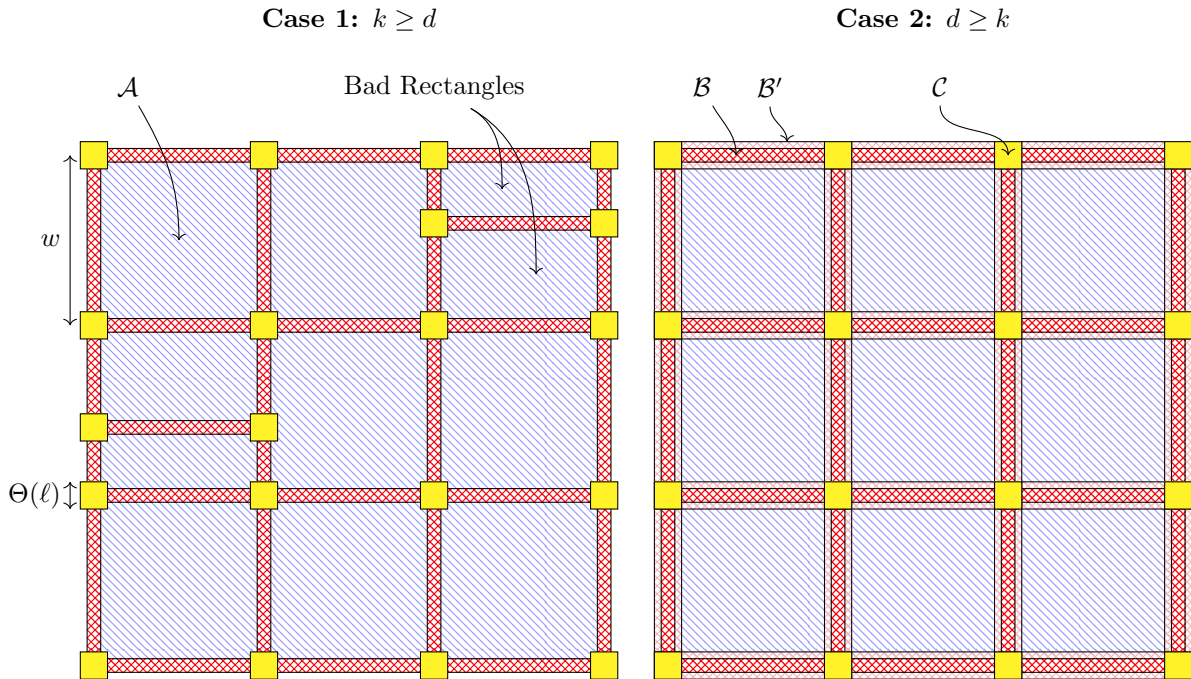 Case 1: k ≥ d
Case 2: d ≥ k
𝒜
Bad Rectangles
ℬ
ℬ′
𝒞
w
Θ(ℓ)